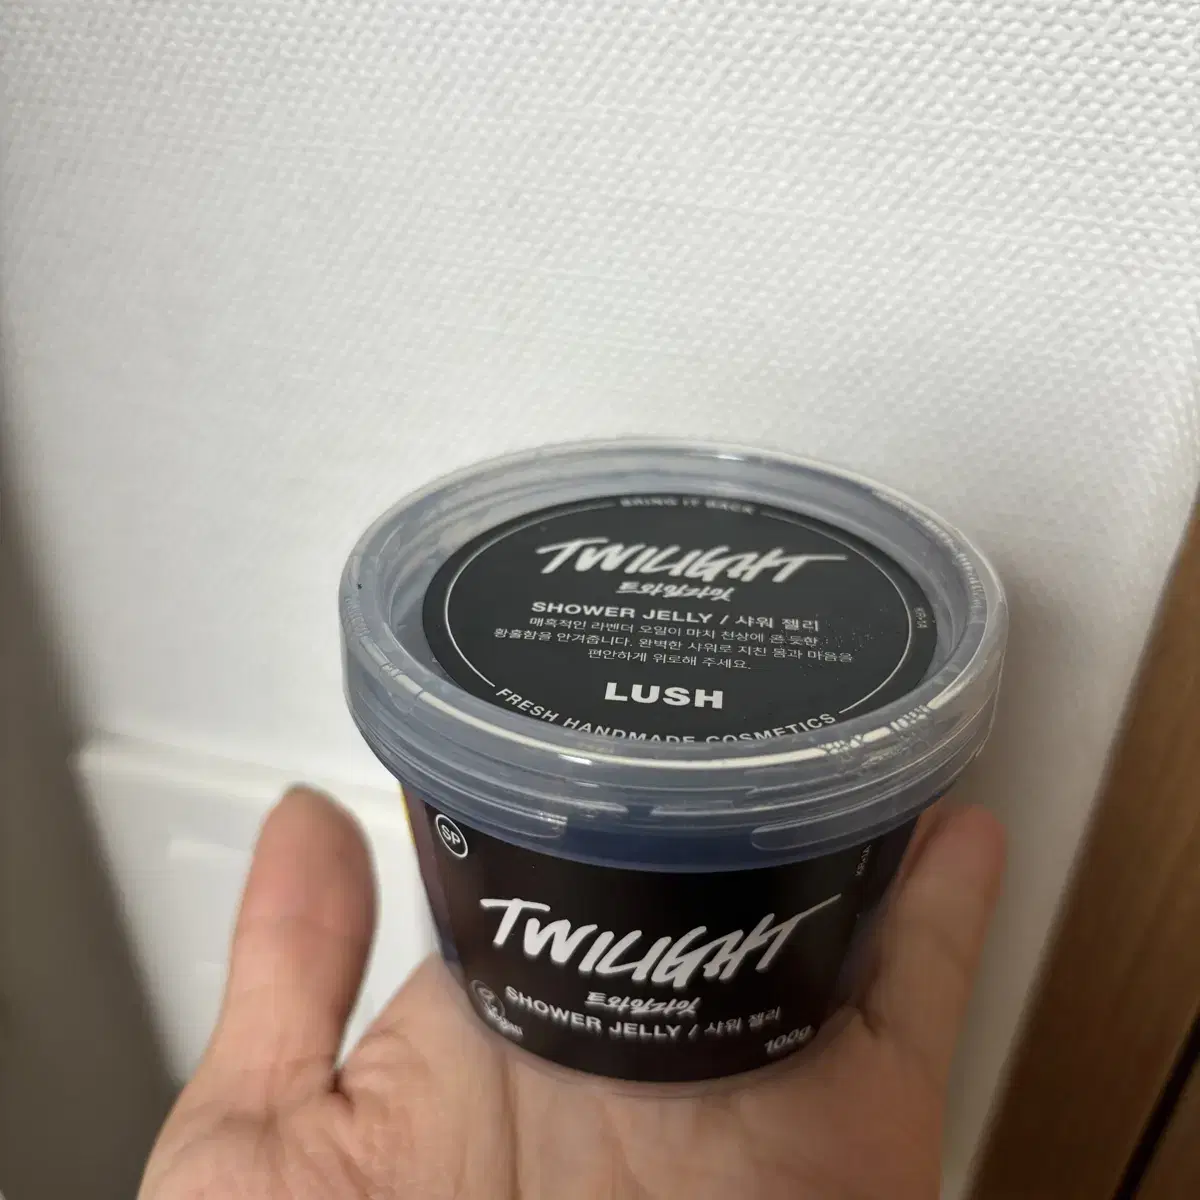 BRING IT BACK
TWILIGHT
트와일라잇
SHOWER JELLY / 샤워 젤리
매혹적인 라벤더 오일이 마치 천상에 온 듯한
황홀함을 안겨줍니다. 완벽한 샤워로 지친 몸과 마음을
편안하게 위로해 주세요.
LUSH
FRESH HANDMADE COSMETICS
SP
TWILIGHT
트와일라잇
SHOWER JELLY / 샤워 젤리
Vegan
100g